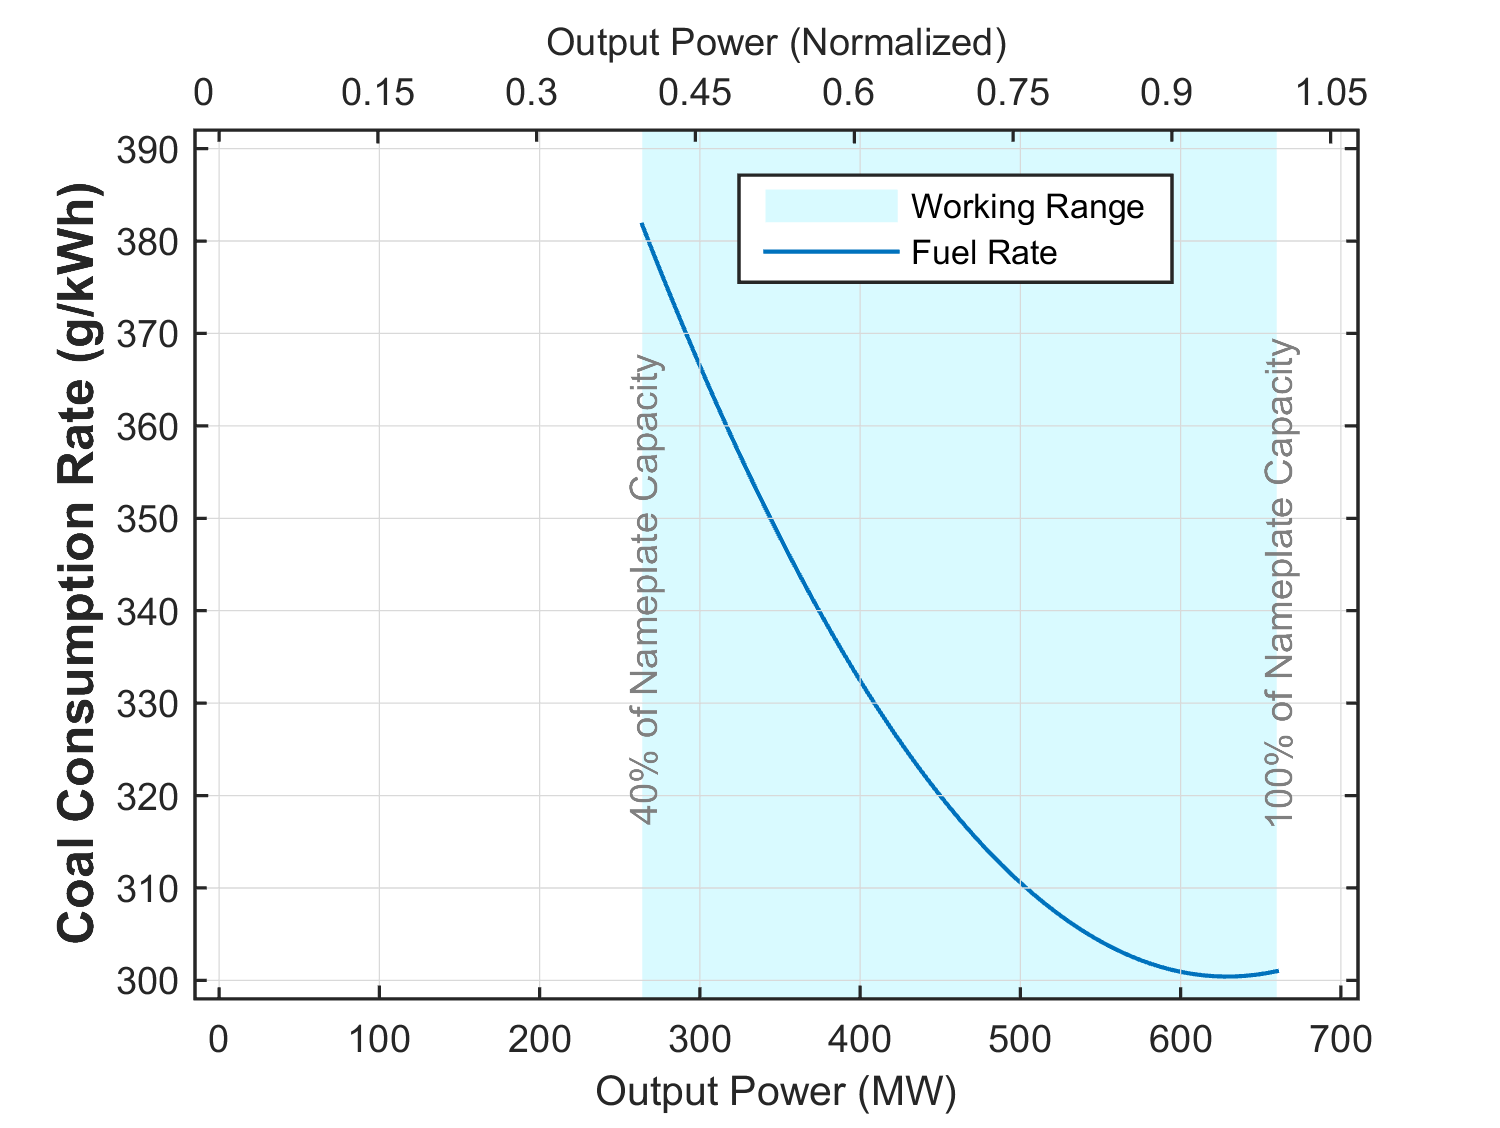 Output Power (Normalized)
0 0.15 0.3 0.45 0.6 0.75 0.9 1.05
Coal Consumption Rate (g/kWh)
390
380
370
360
350
340
330
320
310
300
Working Range
Fuel Rate
40% of Nameplate Capacity
100% of Nameplate Capacity
0 100 200 300 400 500 600 700
Output Power (MW)